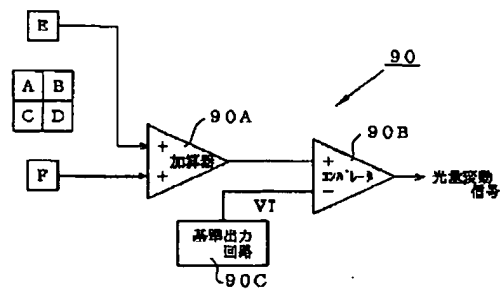 E
90
A B
C D
90A
加算器
+
+
F
90B
コンパレータ
+
−
光量変動
信号
VT
基準出力
回路
90C